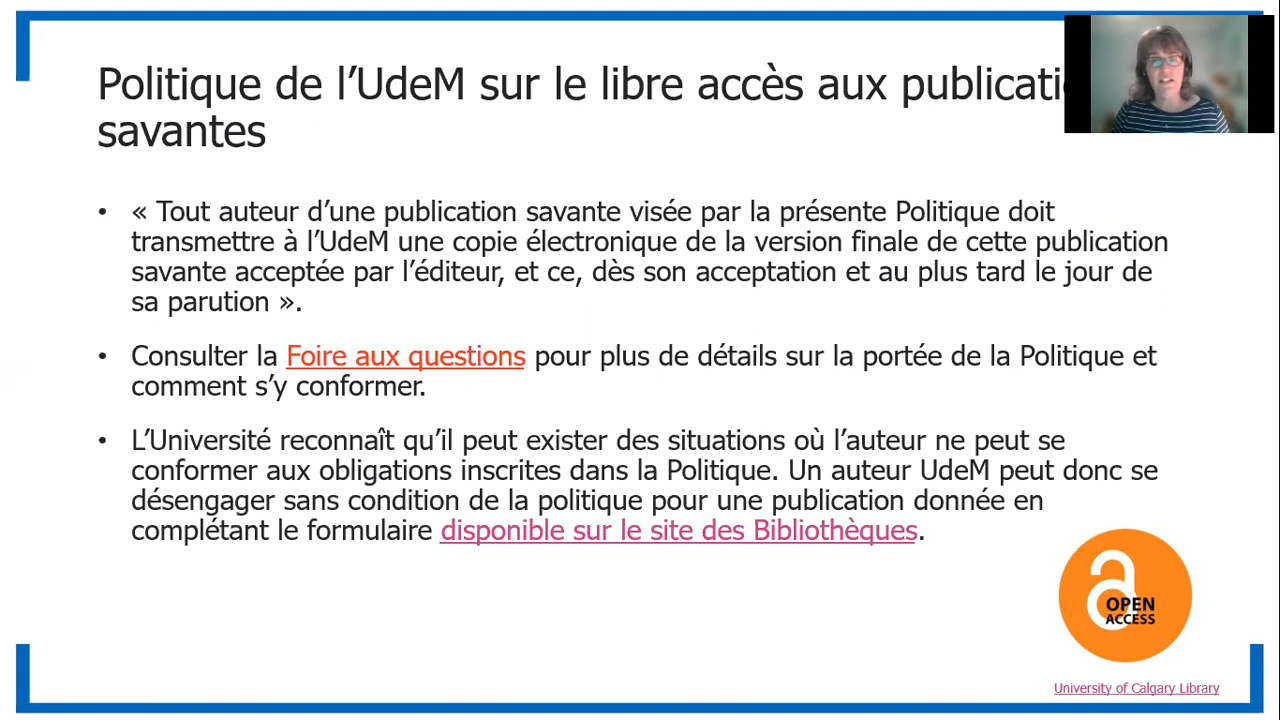 Politique de l’UdeM sur le libre accès aux
savantes
• « Tout auteur d’une publication savante visée par la présente Politique doit
transmettre à l’UdeM une copie électronique de la version finale de cette publication
savante acceptée par l’éditeur, et ce, dès son acceptation et au plus tard le jour de
sa parution ».
• Consulter la Foire aux questions pour plus de détails sur la portée de la Politique et
comment s’y conformer.
• L’Université reconnaît qu’il peut exister des situations où l’auteur ne peut se
conformer aux obligations inscrites dans la Politique. Un auteur UdeM peut donc se
désengager sans condition de la politique pour une publication donnée en
complétant le formulaire disponible sur le site des Bibliothèques.
OPEN
ACCESS
University of Calgary Library